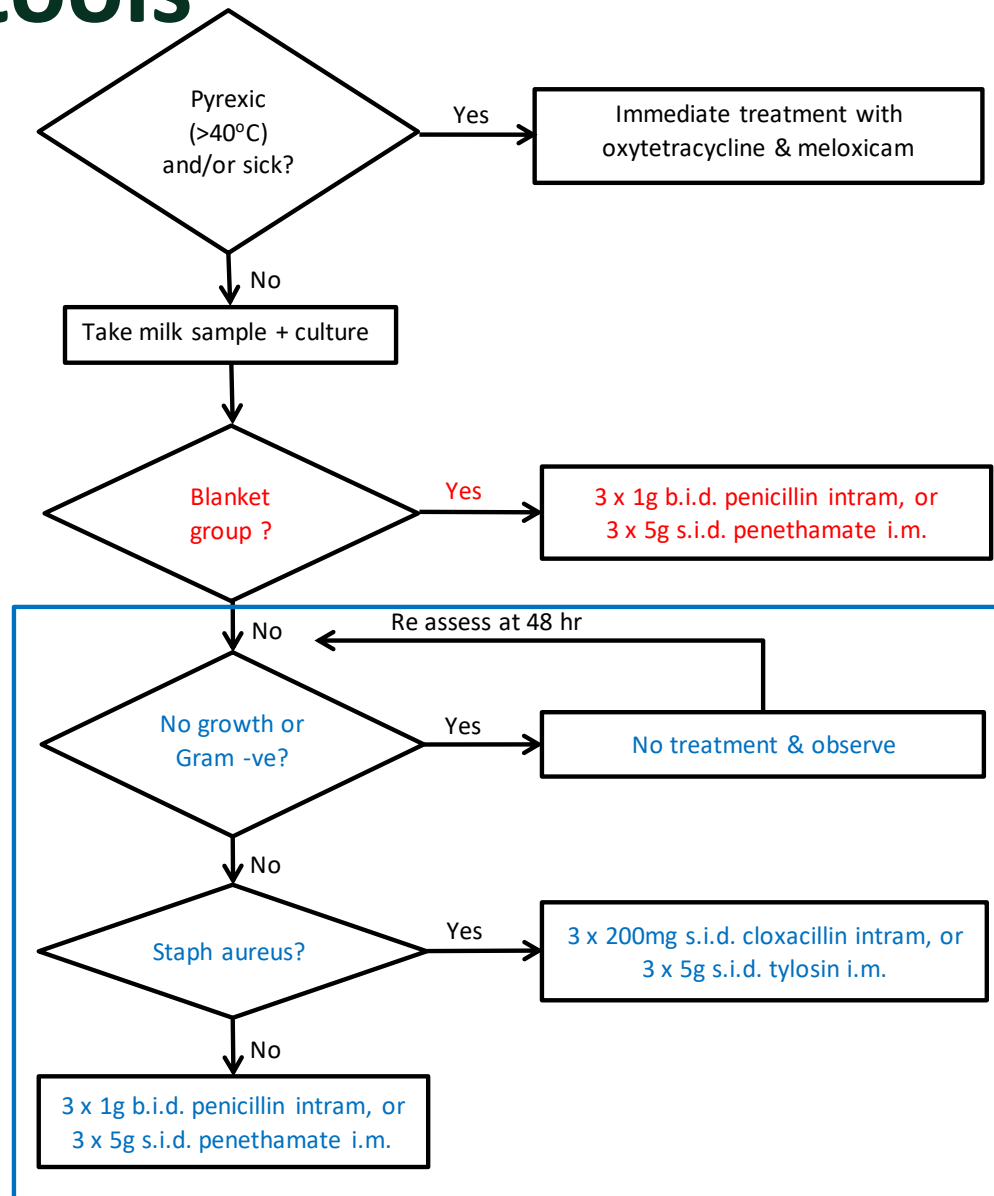 Pyrexic
(>40°C)
and/or sick?
Yes
Immediate treatment with
oxytetracycline & meloxicam
No
Take milk sample + culture
Blanket
group ?
Yes
3 x 1g b.i.d. penicillin intram, or
3 x 5g s.i.d. penethamate i.m.
No
Re assess at 48 hr
No growth or
Gram -ve?
Yes
No treatment & observe
No
Staph aureus?
Yes
3 x 200mg s.i.d. cloxacillin intram, or
3 x 5g s.i.d. tylosin i.m.
No
3 x 1g b.i.d. penicillin intram, or
3 x 5g s.i.d. penethamate i.m.